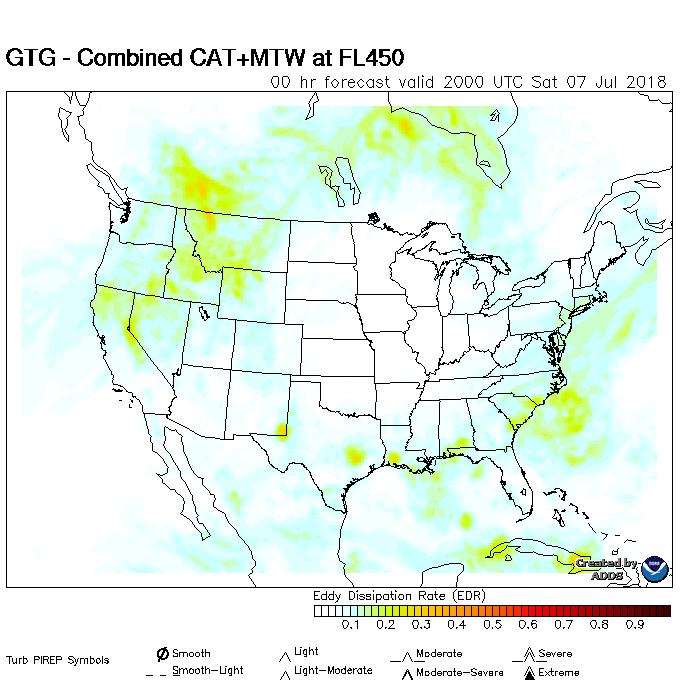 GTG - Combined CAT+MTW at FL450
00 hr forecast valid 2000 UTC Sat 07 Jul 2018
Created by
ADDS
Eddy Dissipation Rate (EDR)
0.1 0.2 0.3 0.4 0.5 0.6 0.7 0.8 0.9
Turb PIREP Symbols
Smooth Light Moderate Severe
Smooth-Light Light-Moderate Moderate-Severe Extreme